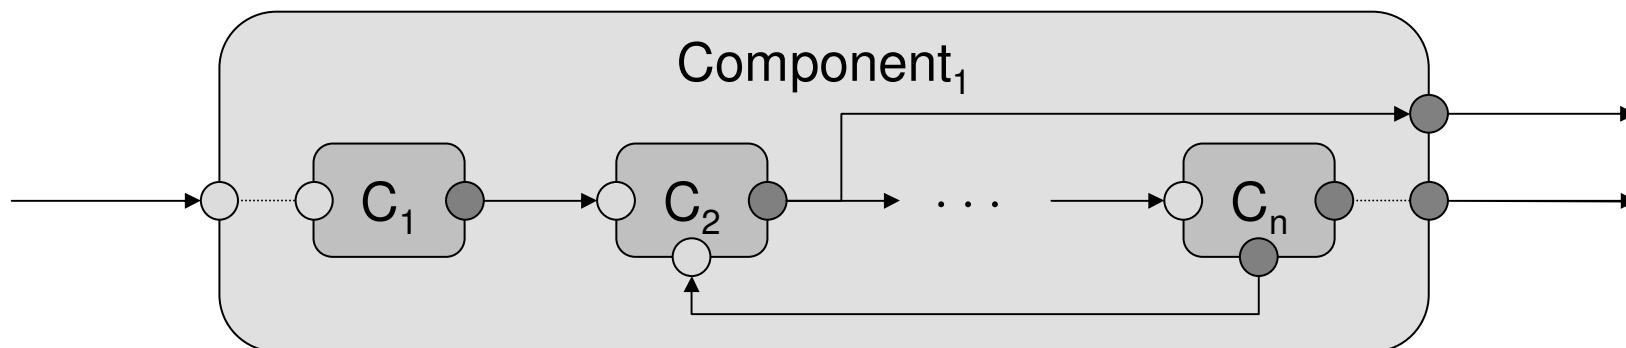 Component₁
C₁
C₂
. . .
Cₙ